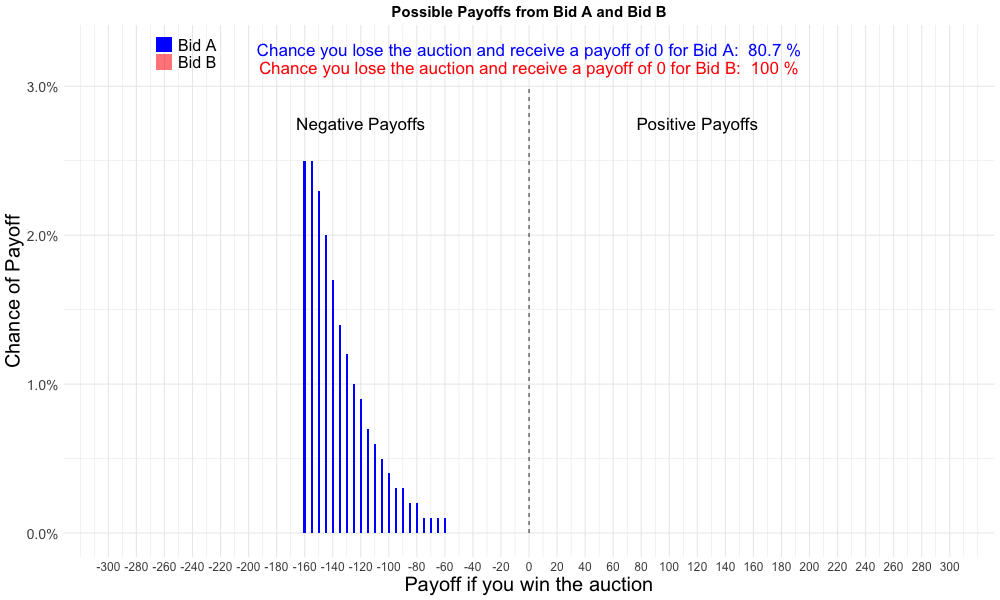 Possible Payoffs from Bid A and Bid B
Bid A
Bid B
Chance you lose the auction and receive a payoff of 0 for Bid A:  80.7 %
Chance you lose the auction and receive a payoff of 0 for Bid B:  100 %
Negative Payoffs
Positive Payoffs
Chance of Payoff
3.0%
2.0%
1.0%
0.0%
-300 -280 -260 -240 -220 -200 -180 -160 -140 -120 -100 -80 -60 -40 -20 0 20 40 60 80 100 120 140 160 180 200 220 240 260 280 300
Payoff if you win the auction